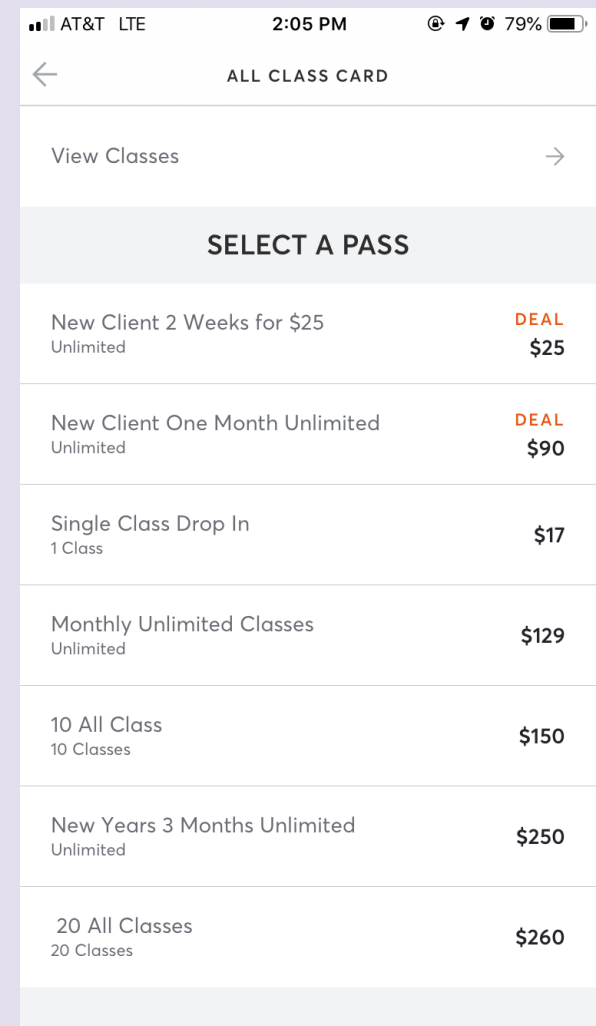 AT&T LTE 2:05 PM 79%
ALL CLASS CARD
View Classes
SELECT A PASS
New Client 2 Weeks for $25 DEAL
Unlimited $25
New Client One Month Unlimited DEAL
Unlimited $90
Single Class Drop In $17
1 Class
Monthly Unlimited Classes $129
Unlimited
10 All Class $150
10 Classes
New Years 3 Months Unlimited $250
Unlimited
20 All Classes $260
20 Classes